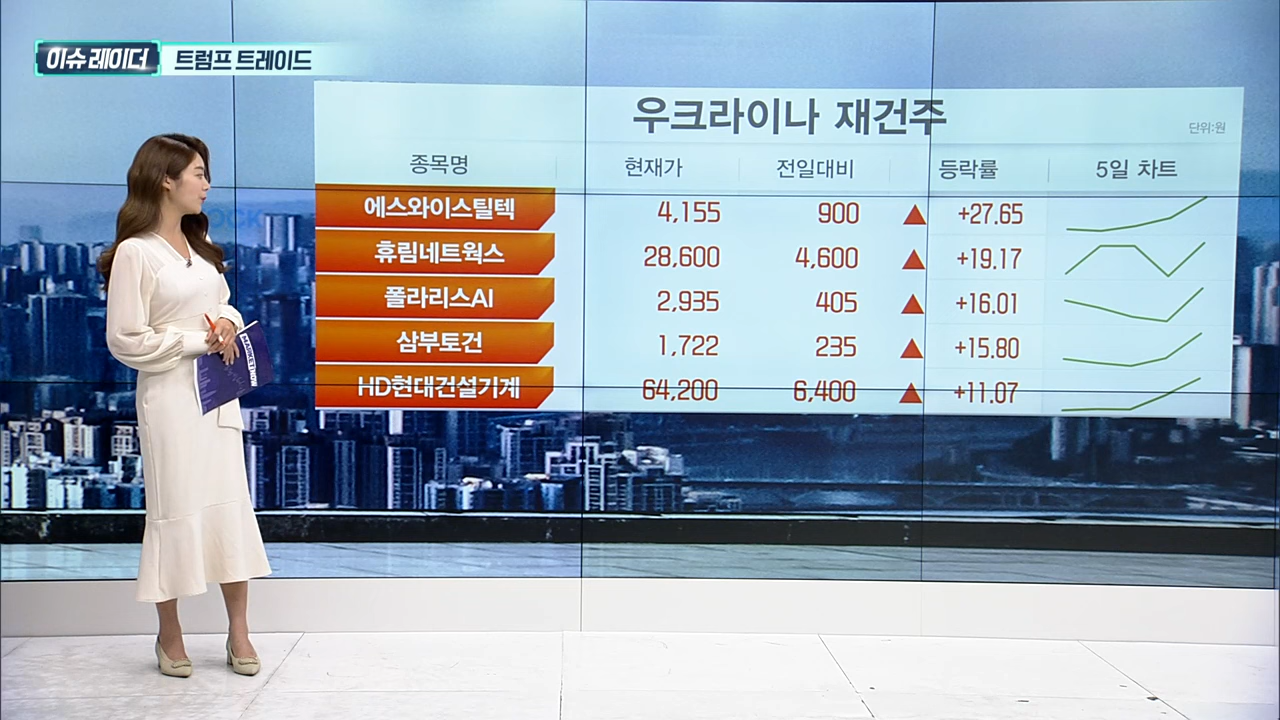 이슈 레이더 트럼프 트레이드
우크라이나 재건주
단위:원
종목명 현재가 전일대비 등락률 5일 차트
에스와이스틸텍 4,155 900 ▲ +27.65
휴림네트웍스 28,600 4,600 ▲ +19.17
폴라리스AI 2,935 405 ▲ +16.01
삼부토건 1,722 235 ▲ +15.80
HD현대건설기계 64,200 6,400 ▲ +11.07